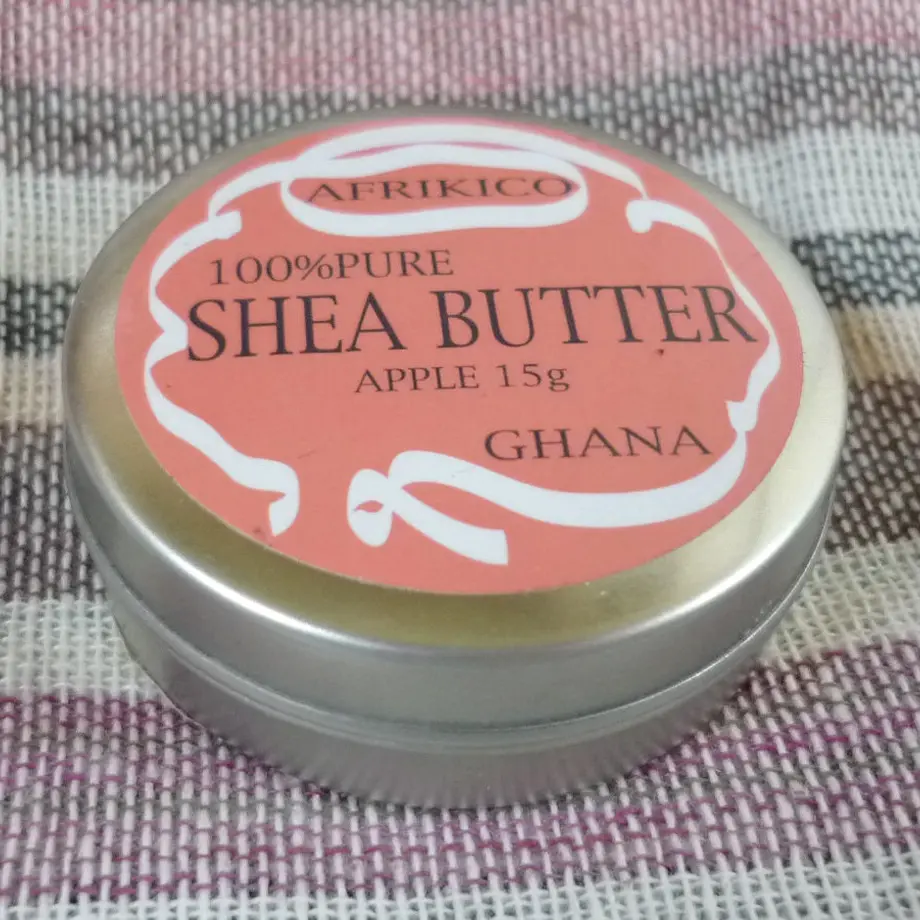 AFRIKICO
100%PURE
SHEA BUTTER
APPLE 15g
GHANA